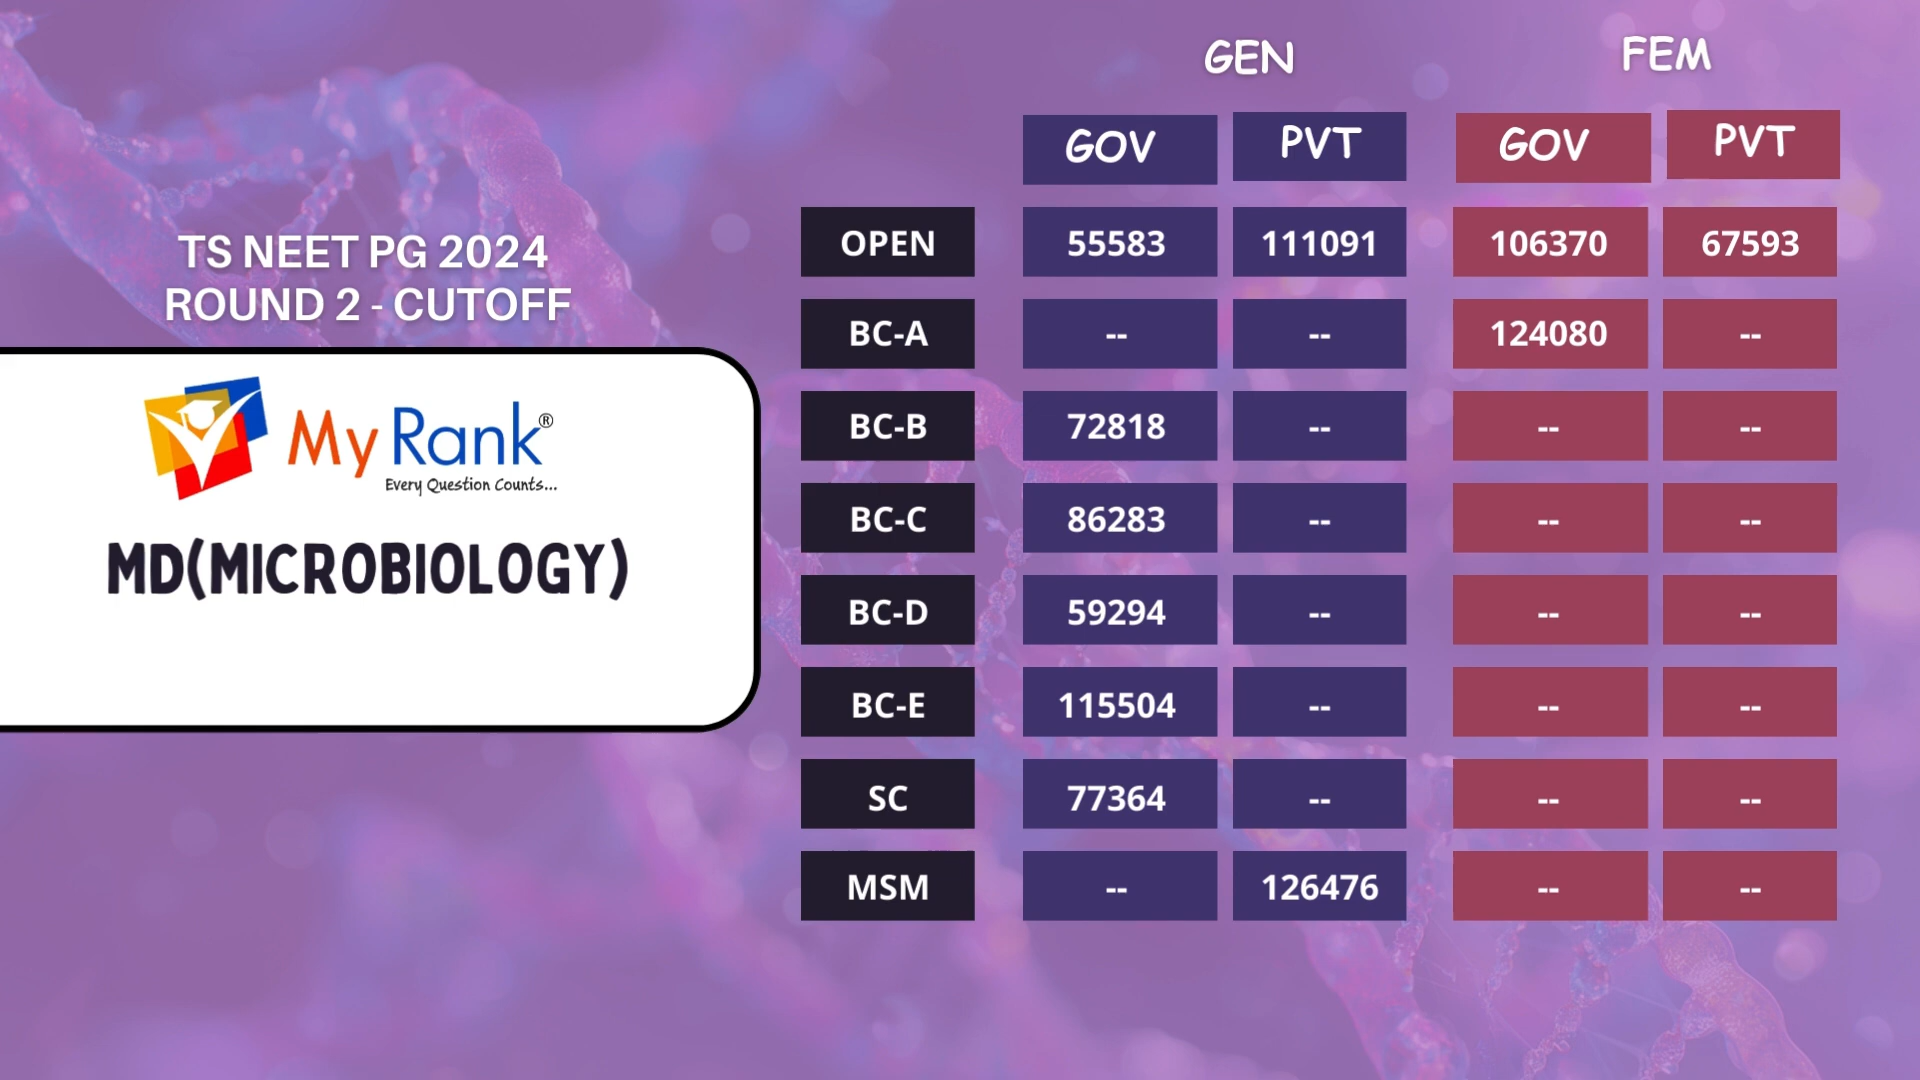 GEN FEM
GOV PVT GOV PVT
TS NEET PG 2024
ROUND 2 - CUTOFF
My Rank®
Every Question Counts...
MD(MICROBIOLOGY)
OPEN 55583 111091 106370 67593
BC-A -- -- 124080 --
BC-B 72818 -- -- --
BC-C 86283 -- -- --
BC-D 59294 -- -- --
BC-E 115504 -- -- --
SC 77364 -- -- --
MSM -- 126476 -- --